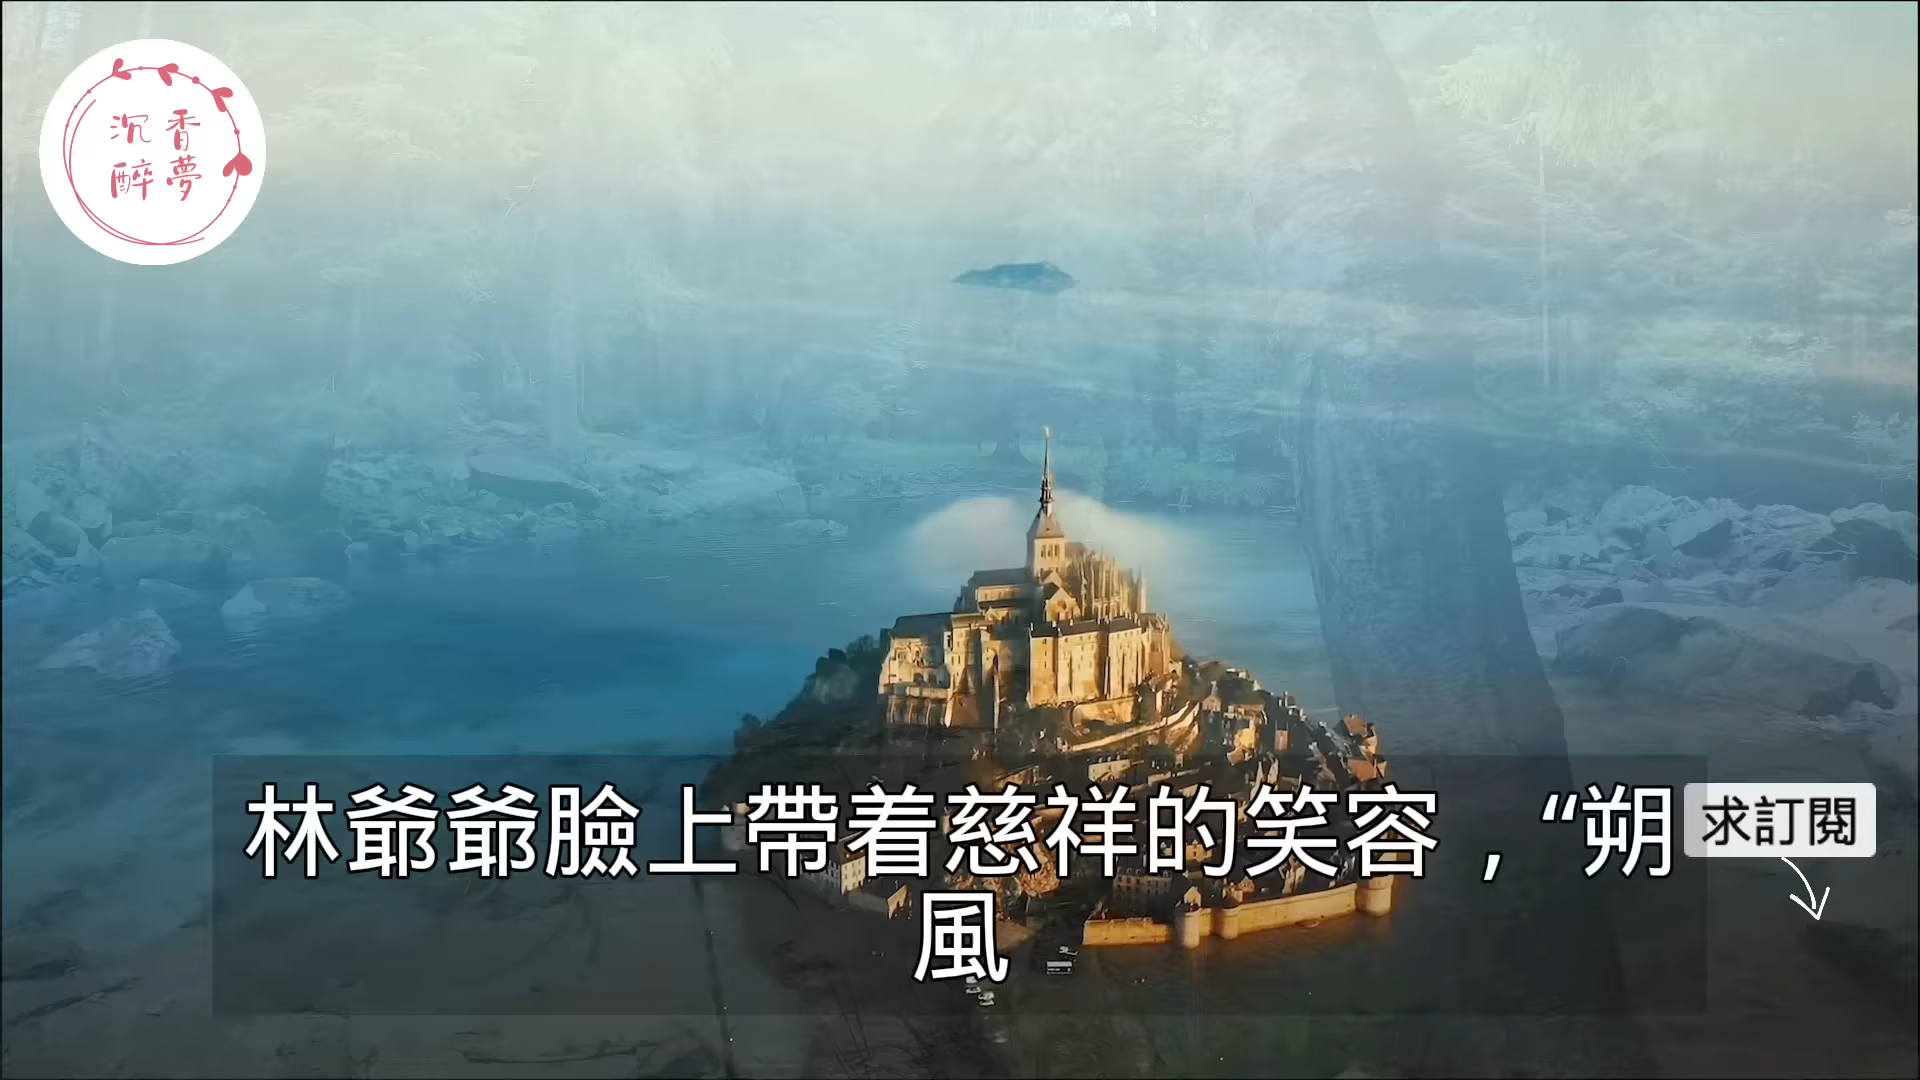 沉香
醉夢
林爺爺臉上帶着慈祥的笑容，“朔
風
求訂閱